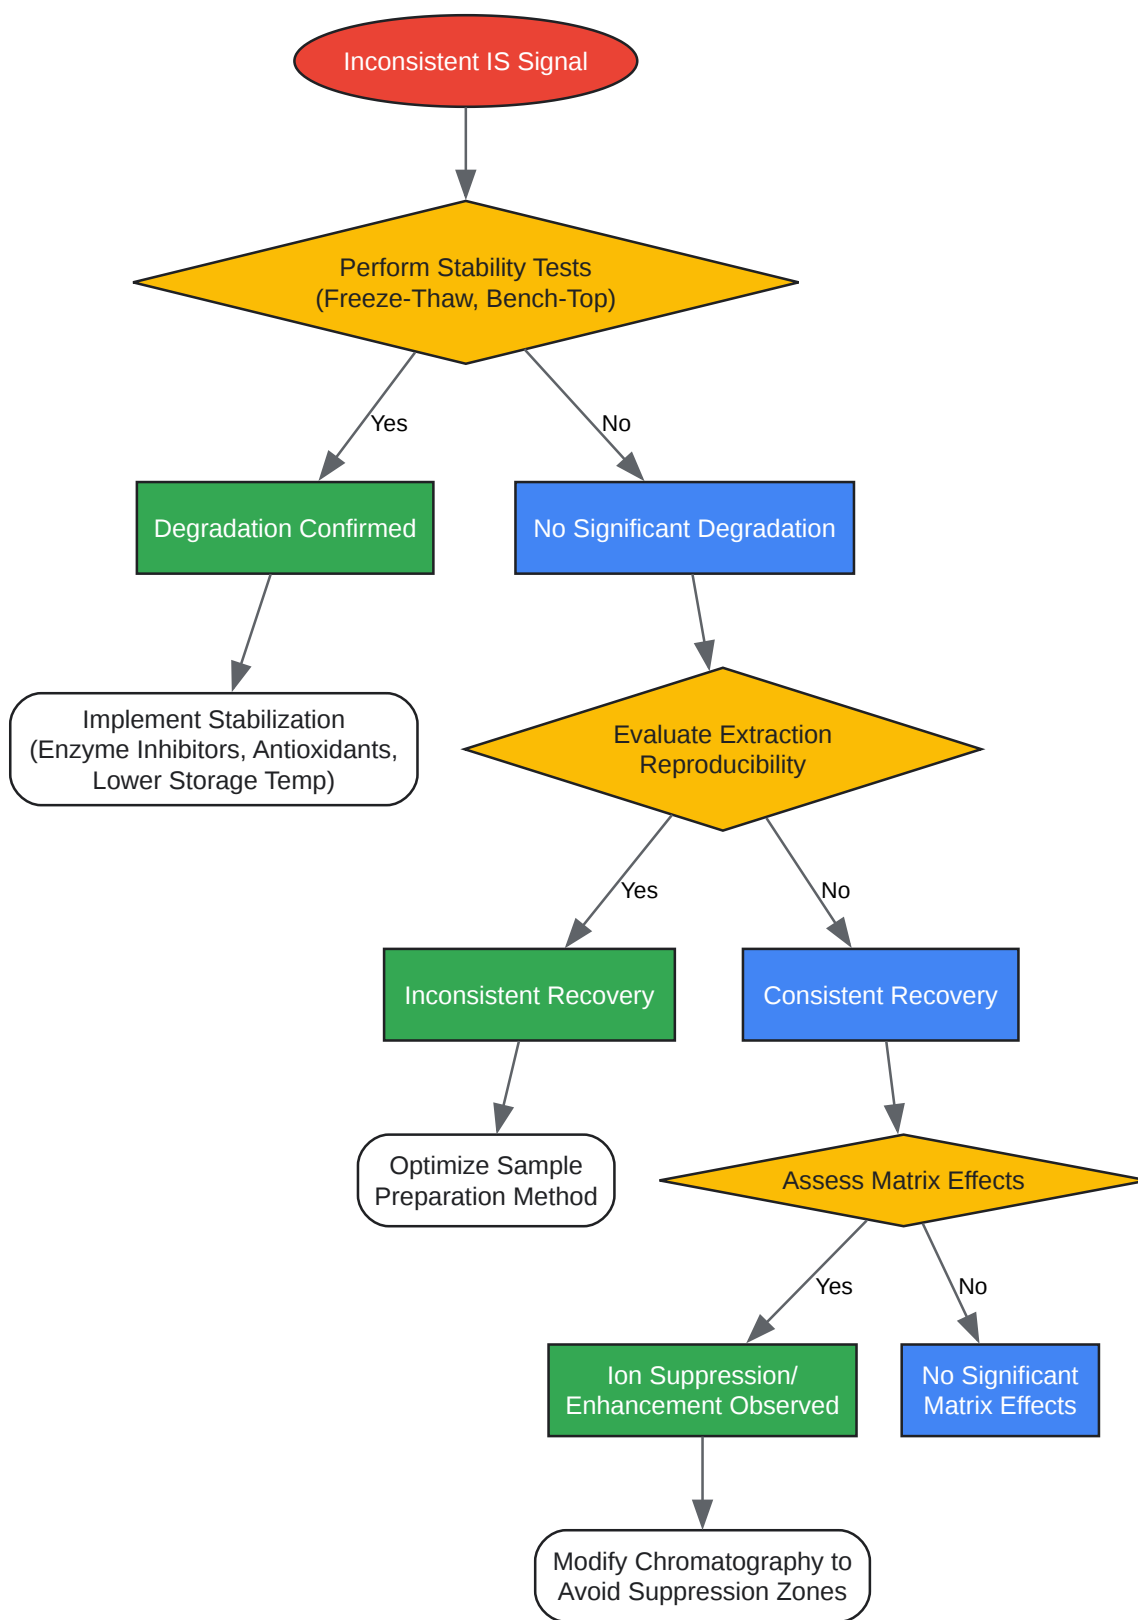 Inconsistent IS Signal
Perform Stability Tests
(Freeze-Thaw, Bench-Top)
Yes
No
Degradation Confirmed
No Significant Degradation
Implement Stabilization
(Enzyme Inhibitors, Antioxidants,
Lower Storage Temp)
Evaluate Extraction
Reproducibility
Yes
No
Inconsistent Recovery
Consistent Recovery
Optimize Sample
Preparation Method
Assess Matrix Effects
Yes
No
Ion Suppression/
Enhancement Observed
No Significant
Matrix Effects
Modify Chromatography to
Avoid Suppression Zones